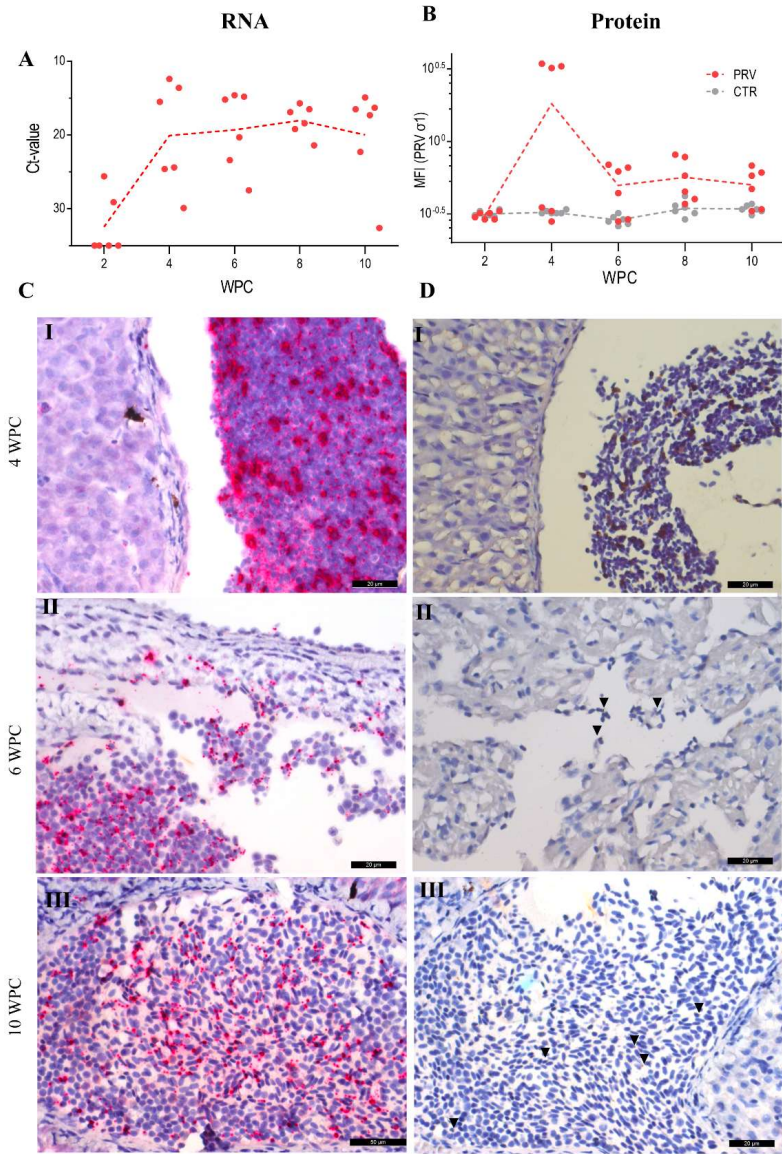 RNA
Protein
A
B
10
20
30
Ct-value
2 4 6 8 10
WPC
10^0.5
10^0
10^-0.5
MFI (PRV σ1)
PRV
CTR
2 4 6 8 10
WPC
C
D
4 WPC
I
20 µm
I
20 µm
6 WPC
II
20 µm
II
20 µm
10 WPC
III
50 µm
III
20 µm